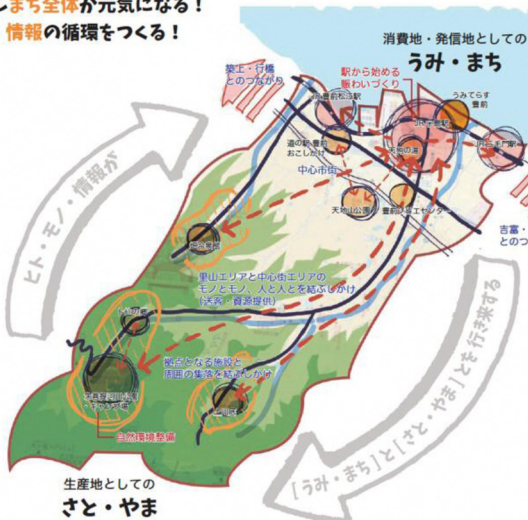 まち全体が元気になる！
情報の循環をつくる！
消費地・発信地としての
うみ・まち
築上・行橋
とのつながり
駅から始める
賑わいづくり
うみてらす
豊前
道の駅 豊前
おこしかけ
天狗の湯
中心市街
天地山公園
吉富・
とのつ
ヒト・モノ・情報が
里山エリアと中心街エリアの
モノとモノ、人と人とを結ぶしかけ
（送客・資源提供）
拠点となる施設と
周囲の集落を結ぶしかけ
自然環境整備
［うみ・まち］と［さと・やま］とを行き来する
生産地としての
さと・やま